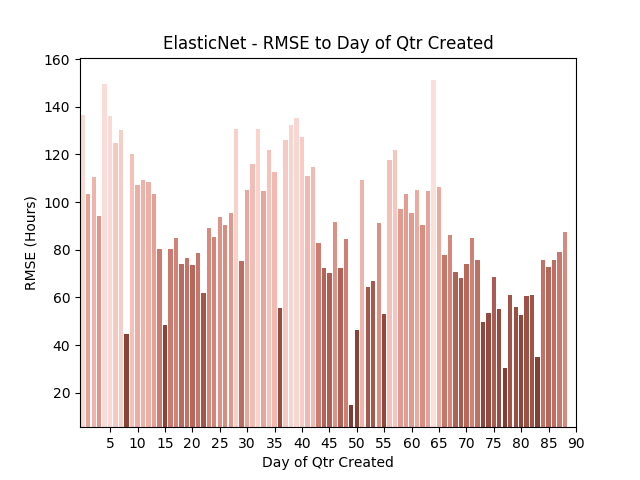 ElasticNet - RMSE to Day of Qtr Created
160
140
120
100
80
60
40
20
RMSE (Hours)
5 10 15 20 25 30 35 40 45 50 55 60 65 70 75 80 85 90
Day of Qtr Created